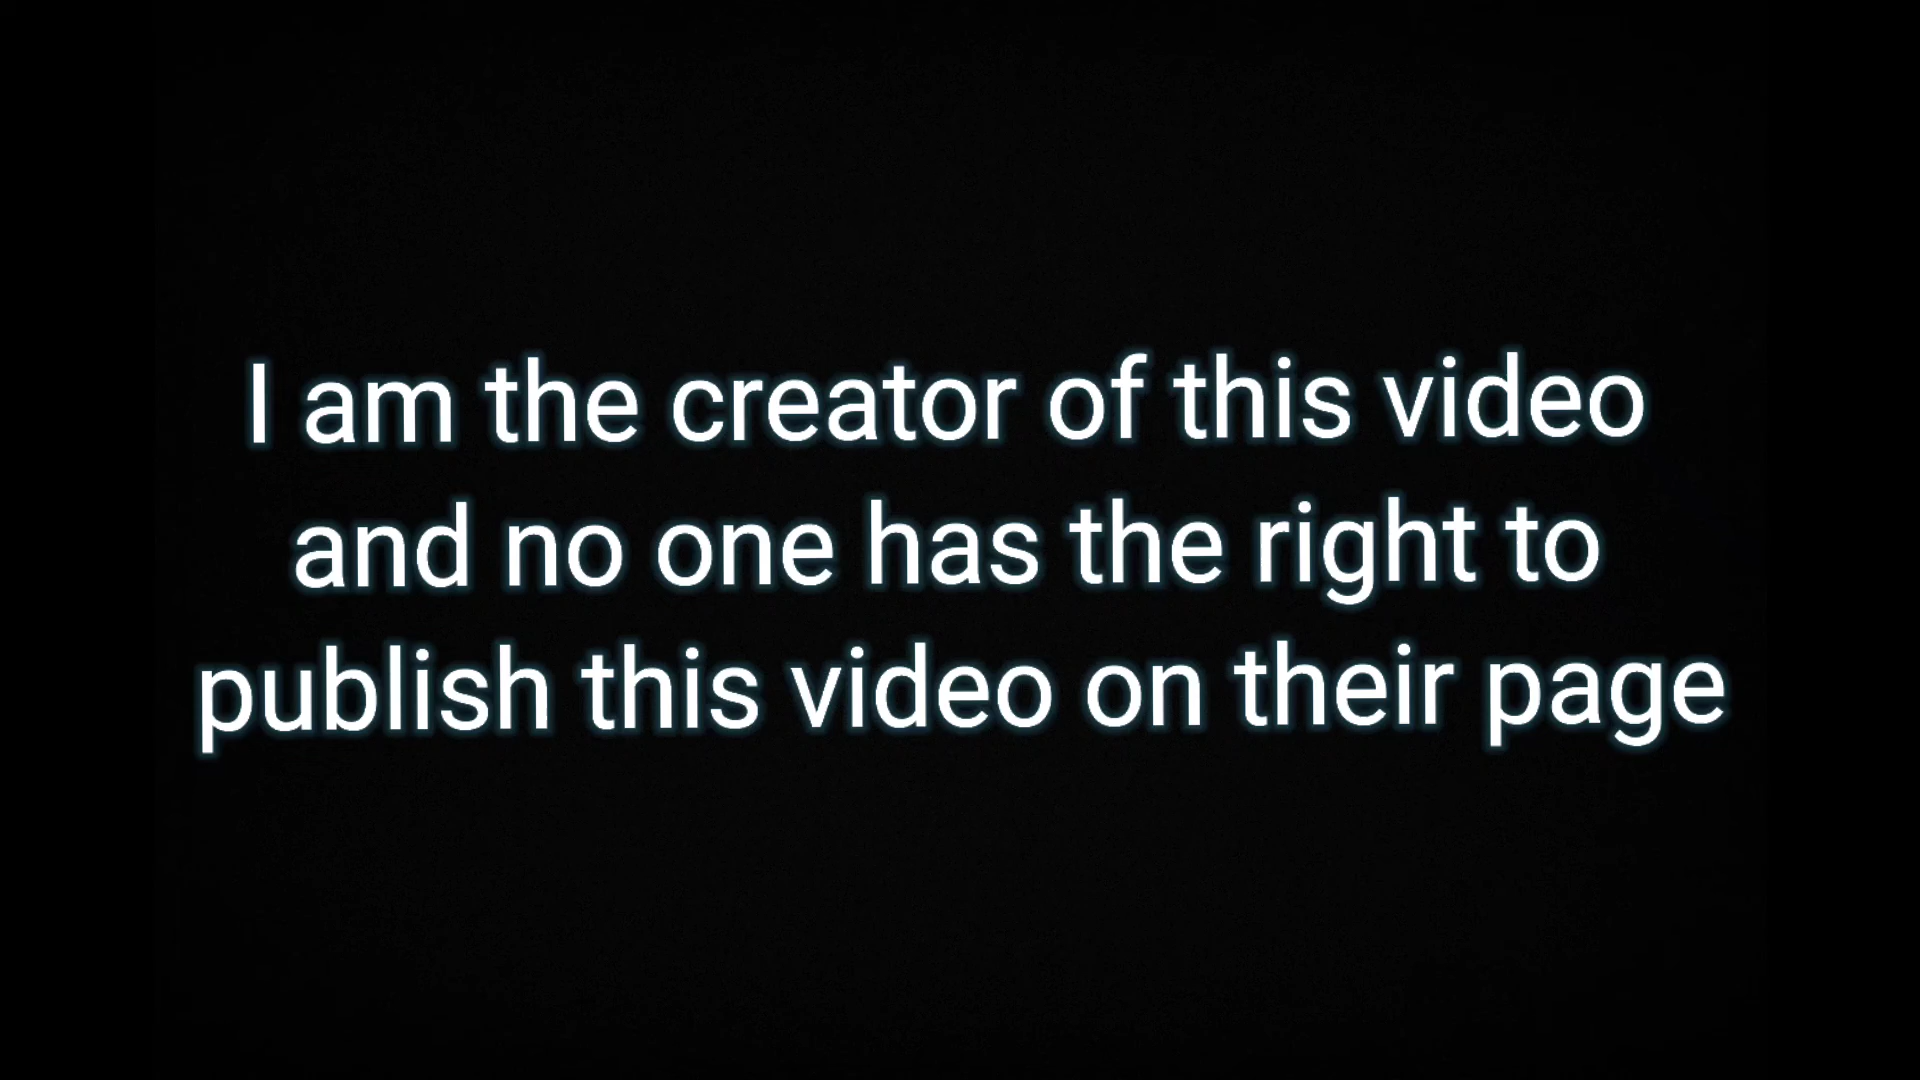 I am the creator of this video
and no one has the right to
publish this video on their page